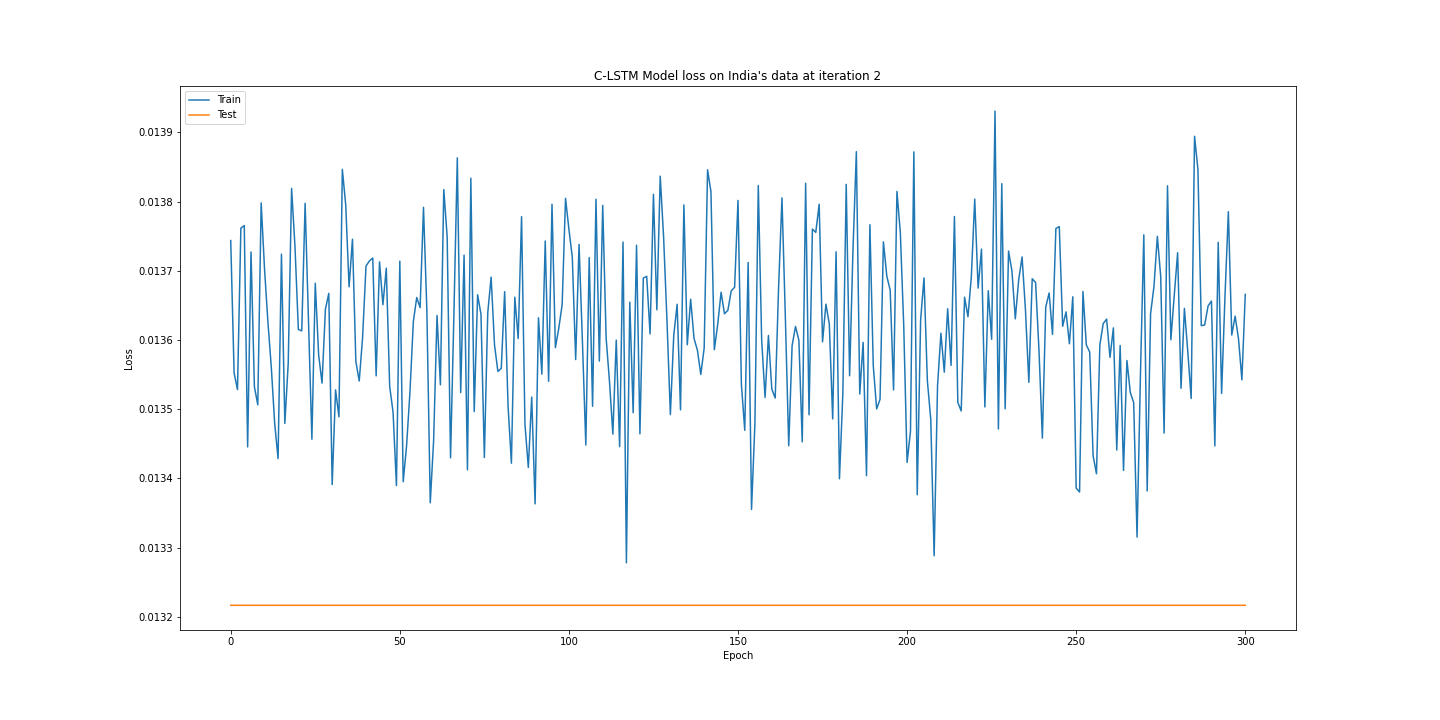 C-LSTM Model loss on India's data at iteration 2
Train
Test
0.0139
0.0138
0.0137
0.0136
0.0135
0.0134
0.0133
0.0132
Loss
0 50 100 150 200 250 300
Epoch